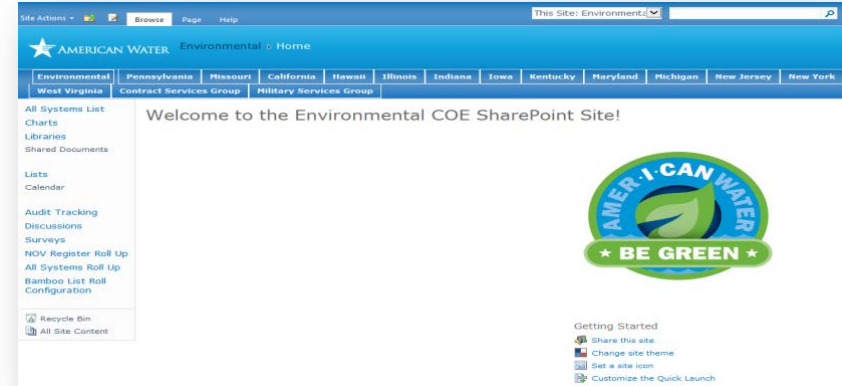 Site Actions
Browse
Page
Help
This Site: Environmenta
AMERICAN WATER
Environmental › Home
Environmental Pennsylvania Missouri California Hawaii Illinois Indiana Iowa Kentucky Maryland Michigan New Jersey New York
West Virginia Contract Services Group Military Services Group
All Systems List
Charts
Libraries
Shared Documents
Lists
Calendar
Audit Tracking
Discussions
Surveys
NOV Register Roll Up
All Systems Roll Up
Bamboo List Roll
Configuration
Recycle Bin
All Site Content
Welcome to the Environmental COE SharePoint Site!
AMER·I·CAN WATER
★ BE GREEN ★
Getting Started
Share this site
Change site theme
Set a site icon
Customize the Quick Launch